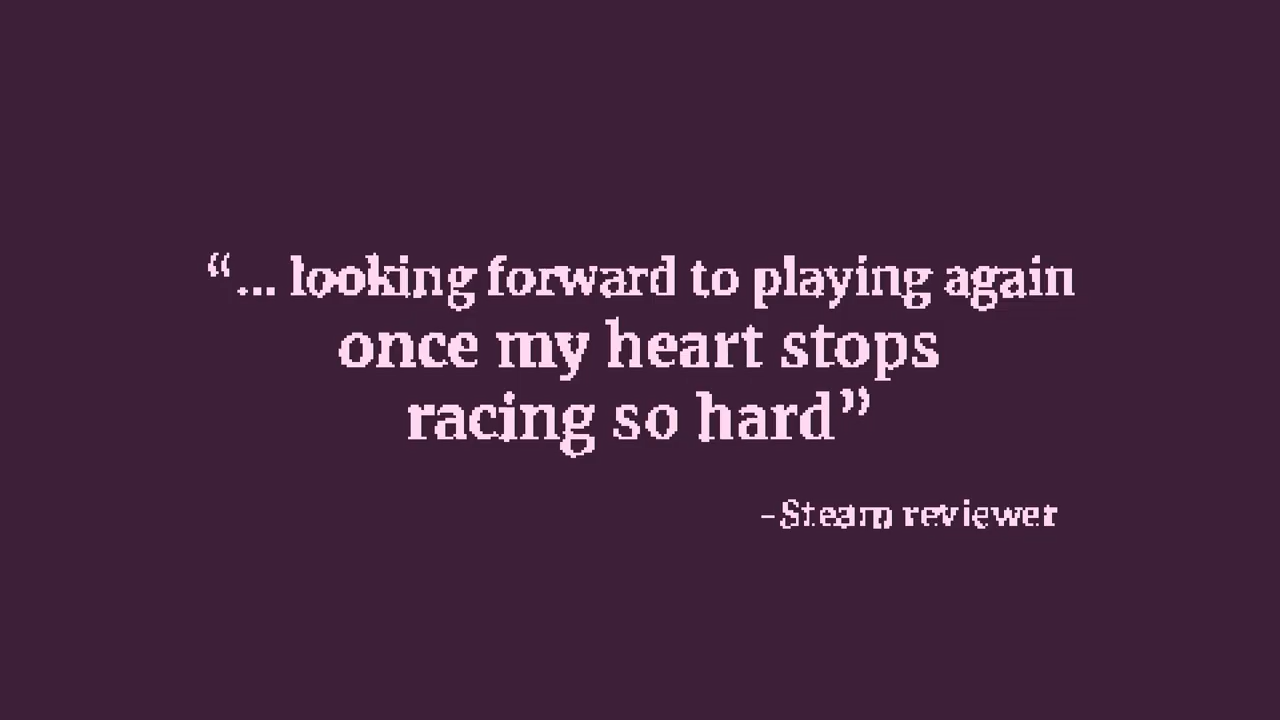 “... looking forward to playing again
once my heart stops
racing so hard”
-Steam reviewer